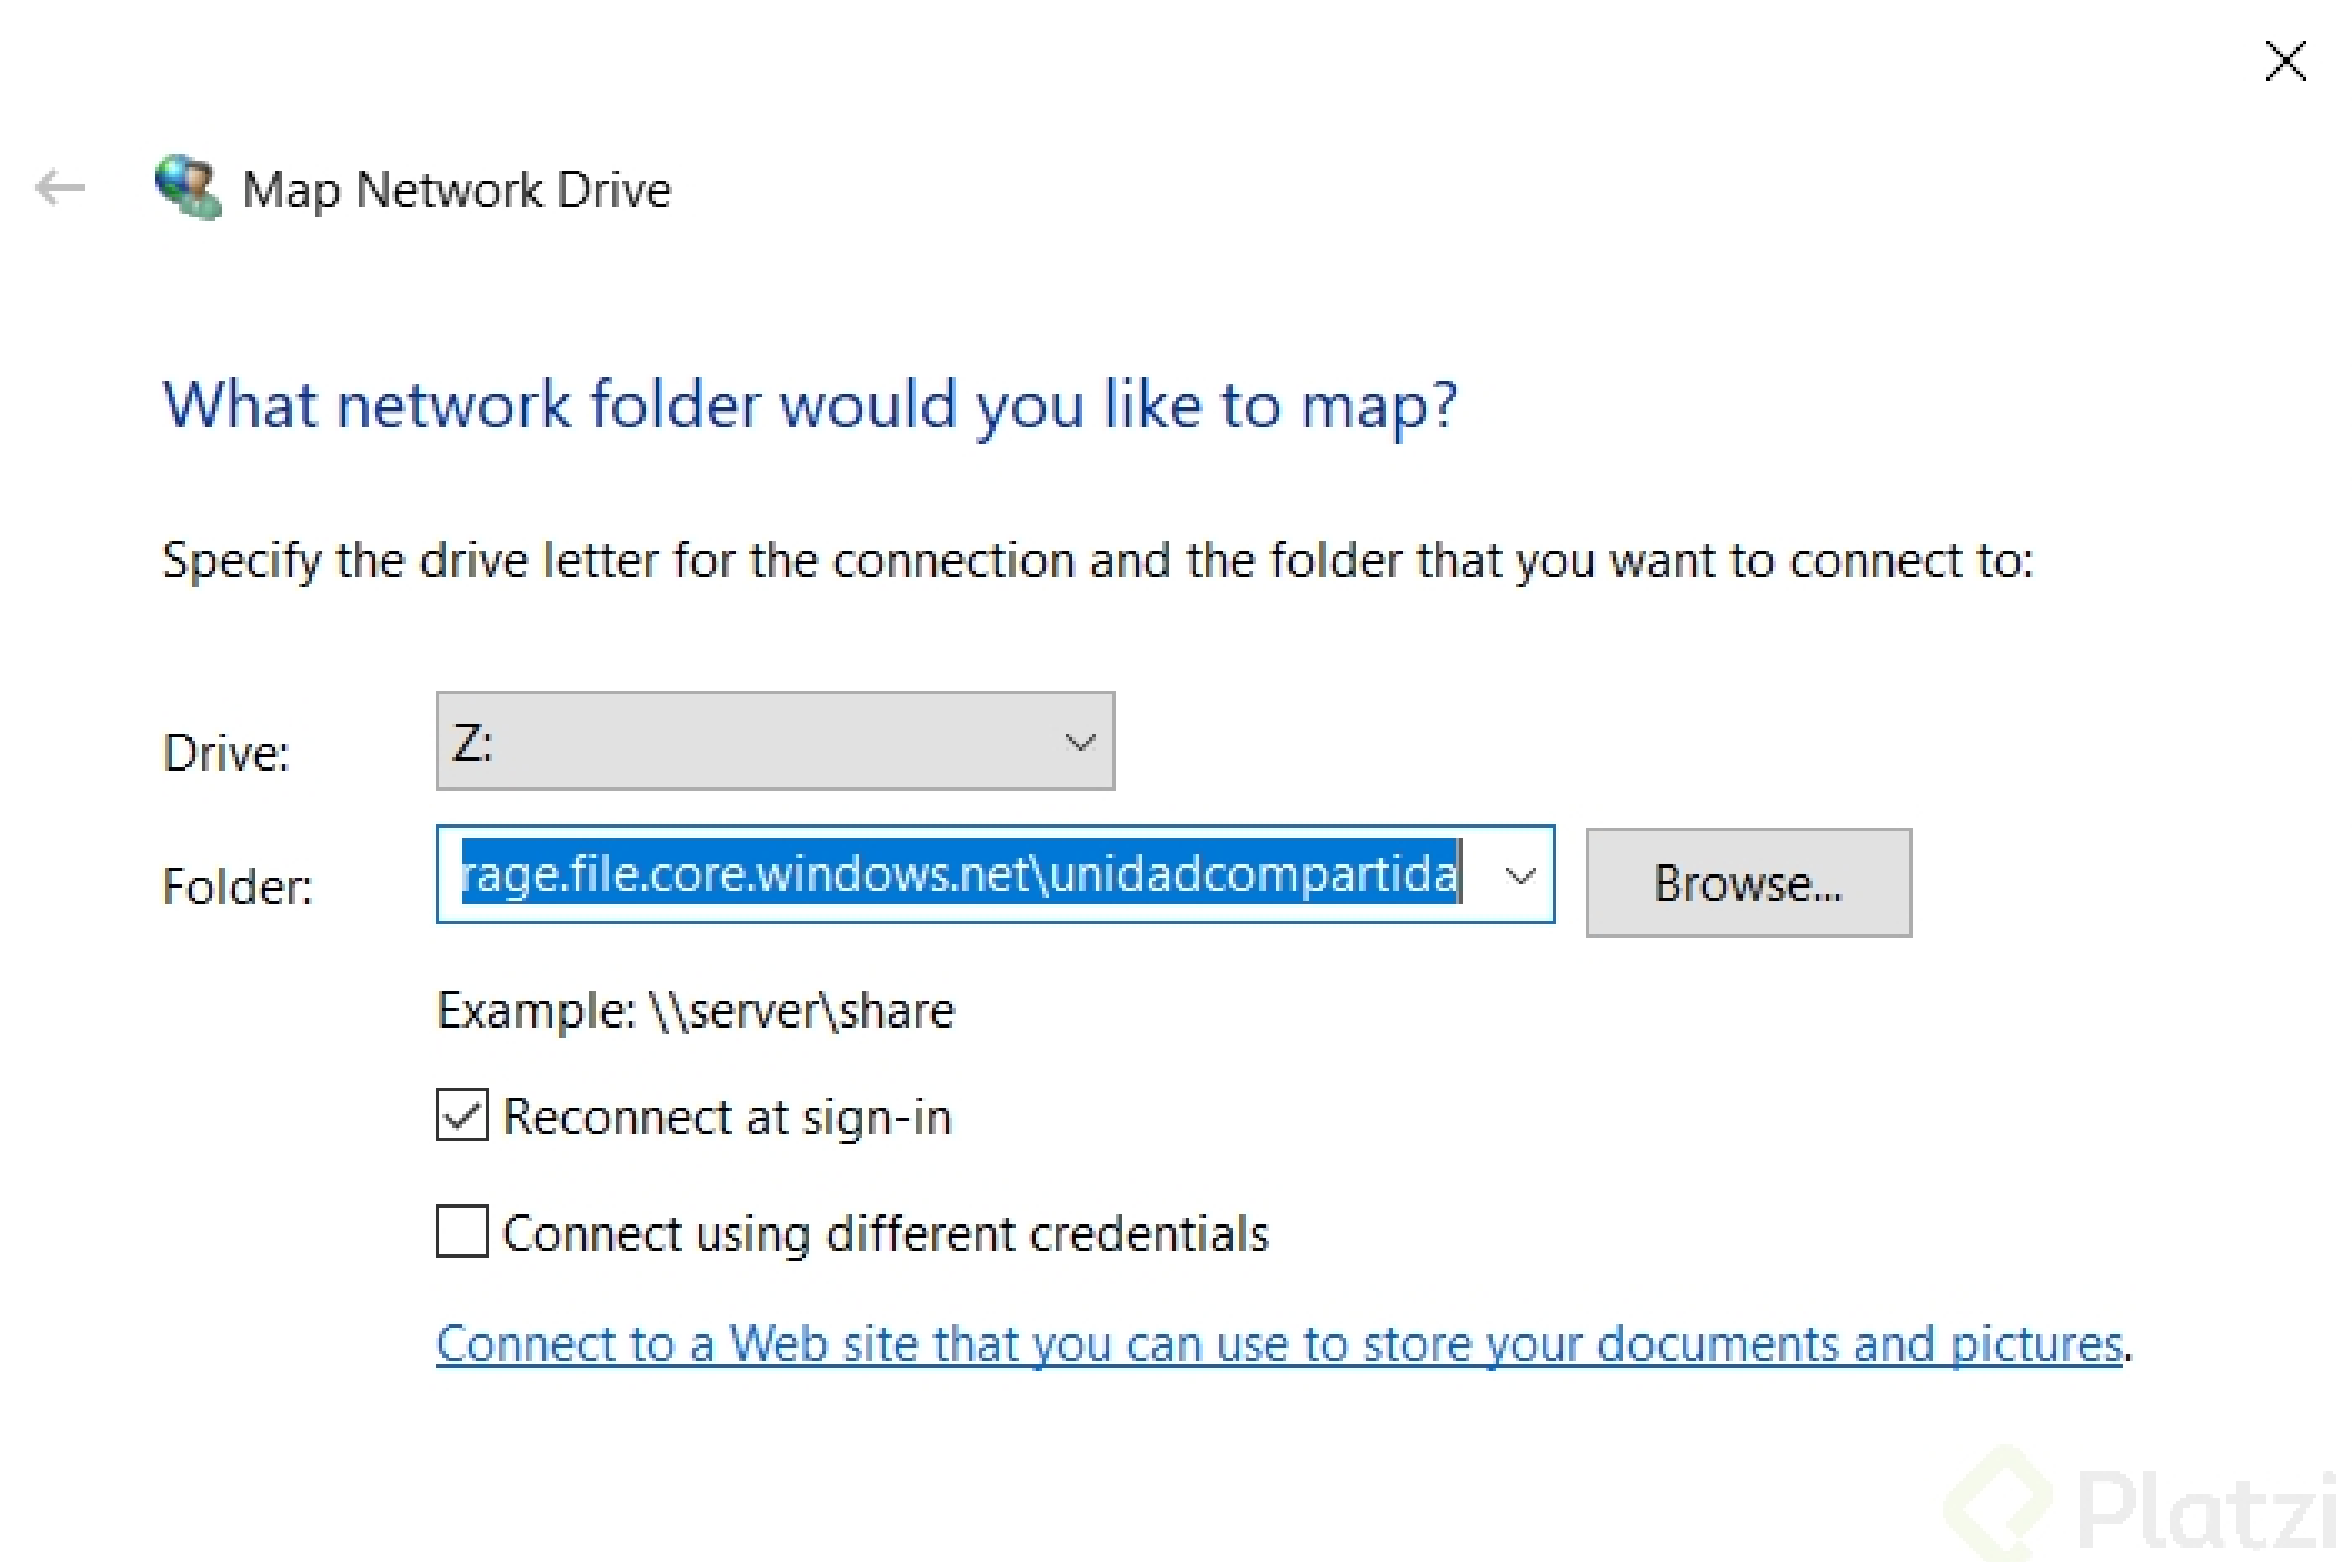 Map Network Drive
What network folder would you like to map?
Specify the drive letter for the connection and the folder that you want to connect to:
Drive: Z:
Folder: rage.file.core.windows.net\unidadcompartida Browse...
Example: \\server\share
Reconnect at sign-in
Connect using different credentials
Connect to a Web site that you can use to store your documents and pictures.
Platzi